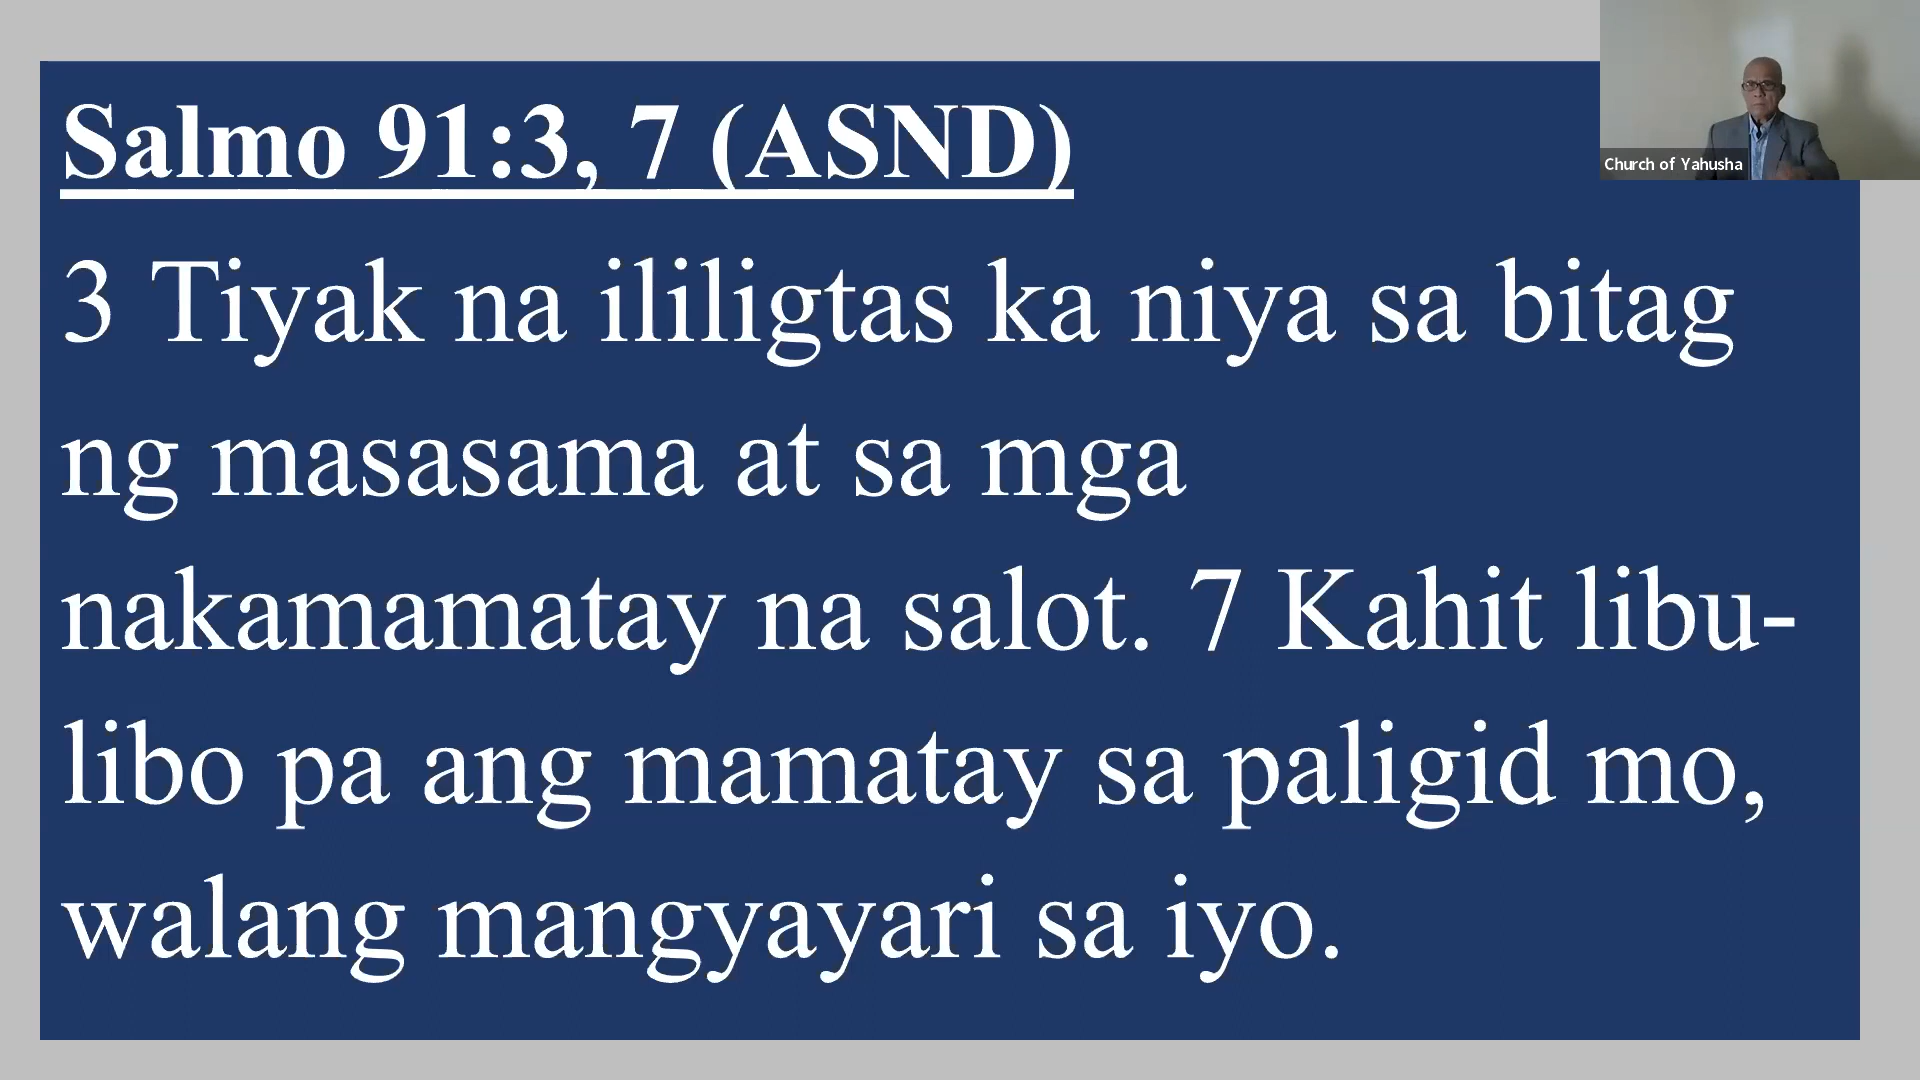 Salmo 91:3, 7 (ASND)
3 Tiyak na ililigtas ka niya sa bitag
ng masasama at sa mga
nakamamatay na salot. 7 Kahit libu-
libo pa ang mamatay sa paligid mo,
walang mangyayari sa iyo.
Church of Yahusha